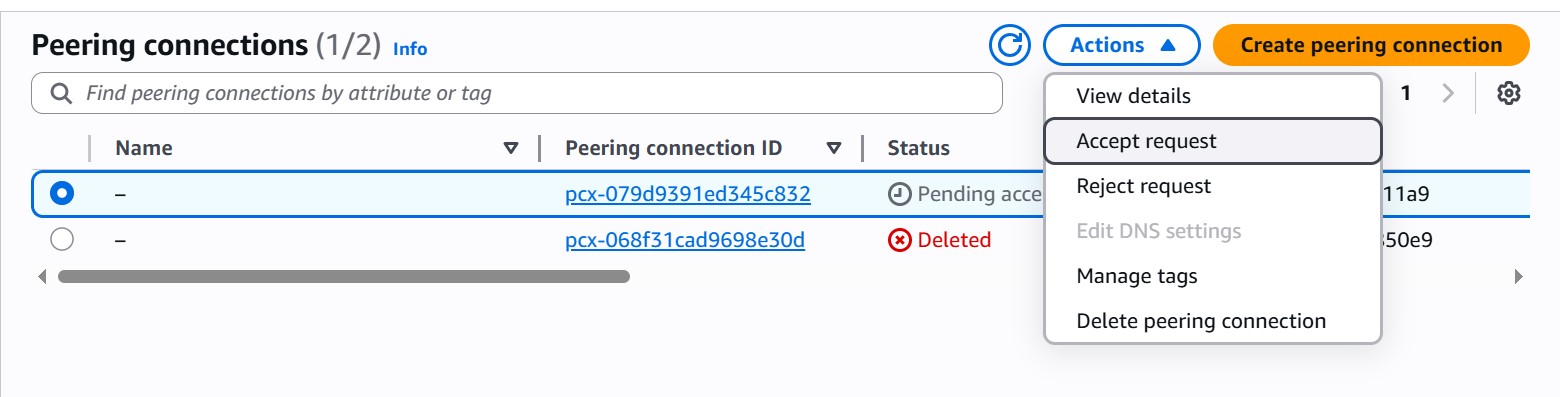 Peering connections (1/2) Info
Actions
Create peering connection
Find peering connections by attribute or tag
1
Name
Peering connection ID
Status
–
pcx-079d9391ed345c832
Pending acce
11a9
–
pcx-068f31cad9698e30d
Deleted
350e9
View details
Accept request
Reject request
Edit DNS settings
Manage tags
Delete peering connection